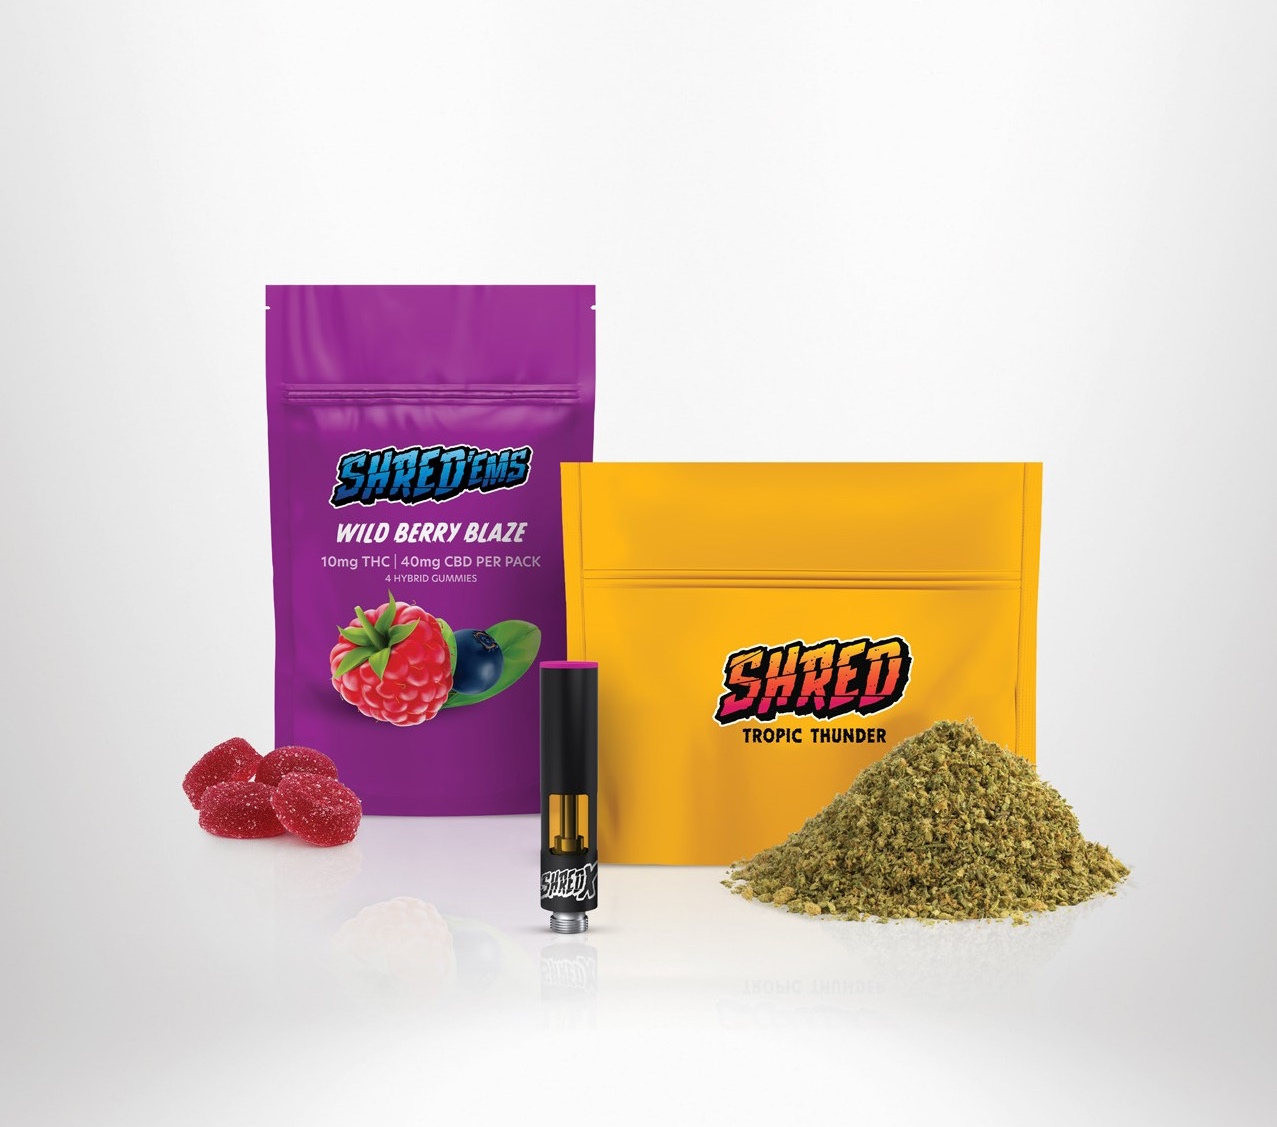 SHRED'EMS
WILD BERRY BLAZE
10mg THC | 40mg CBD PER PACK
4 HYBRID GUMMIES
SHRED
TROPIC THUNDER
SHRED X